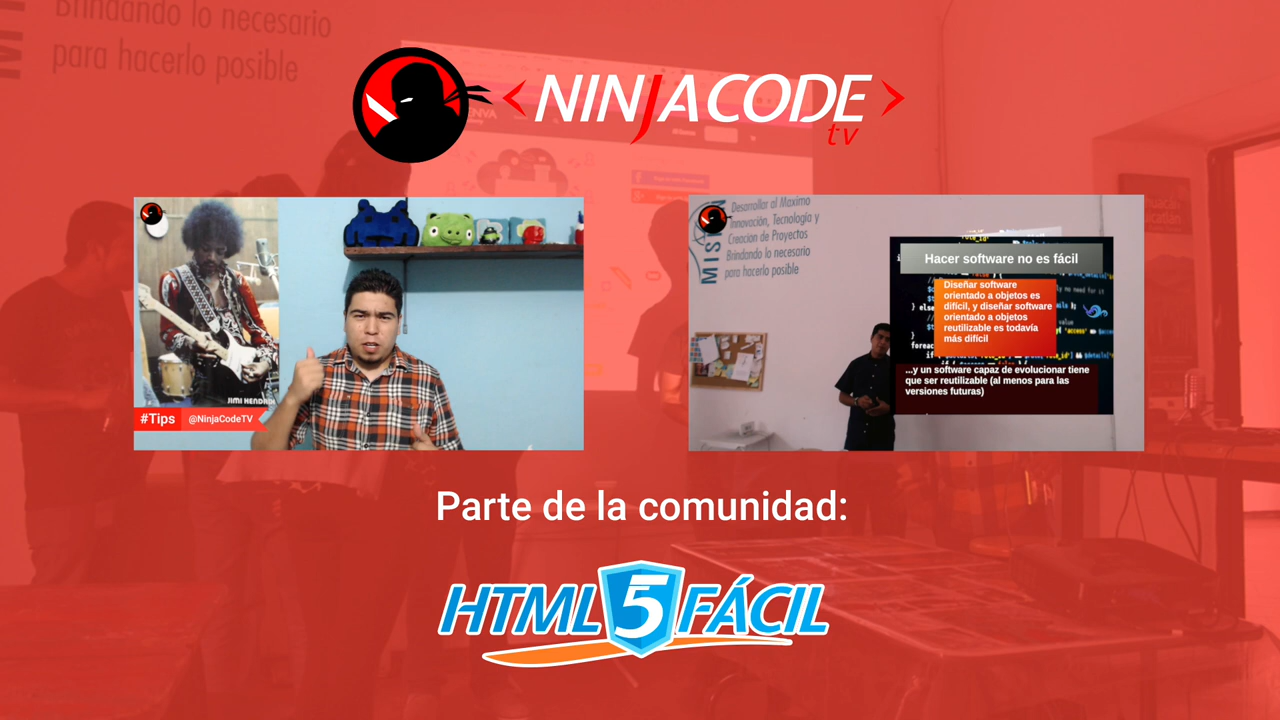 Brindando lo necesario
para hacerlo posible
<NINJACODE>
tv
Desarrollar al Maximo
Innovación, Tecnología y
Creacion de Proyectos
Brindando lo necesario
para hacerlo posible
MISION
Hacer software no es fácil
Diseñar software
orientado a objetos es
difícil, y diseñar software
orientado a objetos
reutilizable es todavía
más difícil
...y un software capaz de evolucionar tiene
que ser reutilizable (al menos para las
versiones futuras)
JIMI HENDRIX
#Tips @NinjaCodeTV
Parte de la comunidad:
HTML5FÁCIL